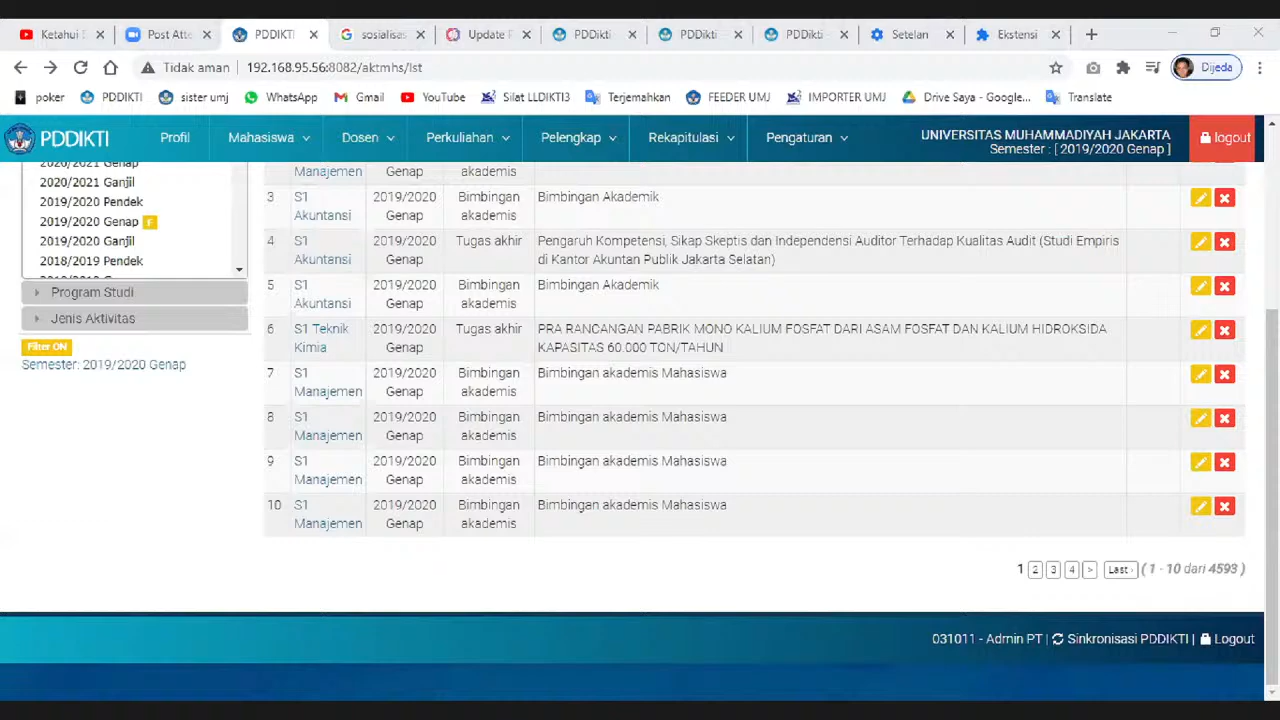 Ketahui
Post Atte
PDDIKTI
sosialisas
Update F
PDDikti
PDDikti
PDDikti
Setelan
Ekstensi
Tidak aman 192.168.95.56:8082/aktmhs/lst
Dijeda
poker PDDIKTI sister umj WhatsApp Gmail YouTube Silat LLDIKTI3 Terjemahkan FEEDER UMJ IMPORTER UMJ Drive Saya - Google... Translate
PDDIKTI Profil Mahasiswa Dosen Perkuliahan Pelengkap Rekapitulasi Pengaturan
UNIVERSITAS MUHAMMADIYAH JAKARTA
Semester : [ 2019/2020 Genap ]
logout
2020/2021 Genap
2020/2021 Ganjil
2019/2020 Pendek
2019/2020 Genap F
2019/2020 Ganjil
2018/2019 Pendek
Program Studi
Jenis Aktivitas
Filter ON
Semester: 2019/2020 Genap
Manajemen Genap akademis
3 S1 2019/2020 Bimbingan Bimbingan Akademik
Akuntansi Genap akademis
4 S1 2019/2020 Tugas akhir Pengaruh Kompetensi, Sikap Skeptis dan Independensi Auditor Terhadap Kualitas Audit (Studi Empiris
Akuntansi Genap di Kantor Akuntan Publik Jakarta Selatan)
5 S1 2019/2020 Bimbingan Bimbingan Akademik
Akuntansi Genap akademis
6 S1 Teknik 2019/2020 Tugas akhir PRA RANCANGAN PABRIK MONO KALIUM FOSFAT DARI ASAM FOSFAT DAN KALIUM HIDROKSIDA
Kimia Genap KAPASITAS 60.000 TON/TAHUN
7 S1 2019/2020 Bimbingan Bimbingan akademis Mahasiswa
Manajemen Genap akademis
8 S1 2019/2020 Bimbingan Bimbingan akademis Mahasiswa
Manajemen Genap akademis
9 S1 2019/2020 Bimbingan Bimbingan akademis Mahasiswa
Manajemen Genap akademis
10 S1 2019/2020 Bimbingan Bimbingan akademis Mahasiswa
Manajemen Genap akademis
1 2 3 4 > Last › ( 1 - 10 dari 4593 )
031011 - Admin PT | Sinkronisasi PDDIKTI | Logout